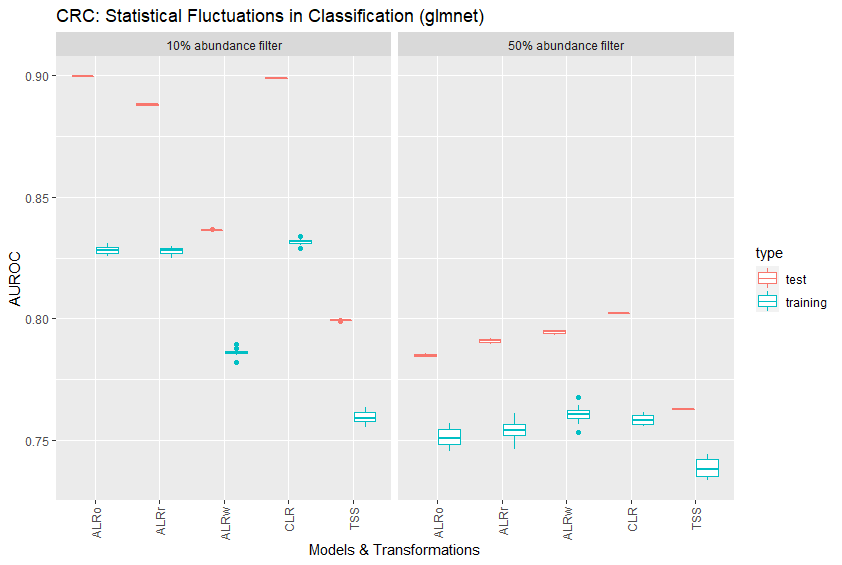 CRC: Statistical Fluctuations in Classification (glmnet)
10% abundance filter
50% abundance filter
0.90
0.85
0.80
0.75
AUROC
ALRo
ALRr
ALRw
CLR
TSS
ALRo
ALRr
ALRw
CLR
TSS
Models & Transformations
type
test
training